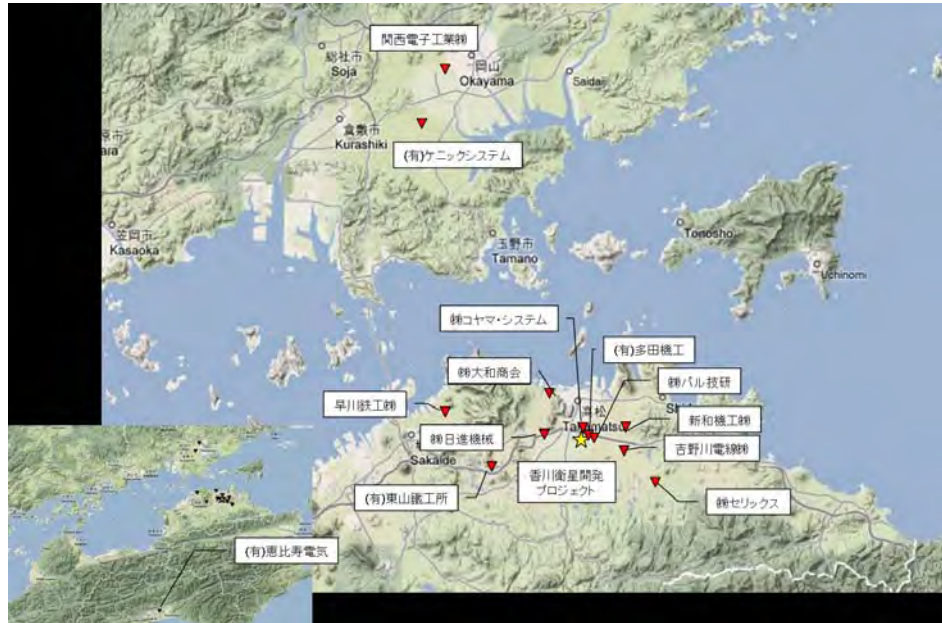 関西電子工業㈱
総社市
Soja
岡山
Okayama
Saidaiji
倉敷市
Kurashiki
(有)ケニックシステム
笠岡市
Kasaoka
玉野市
Tamano
Tonosho
Uchinomi
㈱コヤマ・システム
(有)多田機工
㈱大和商会
㈱パル技研
早川鉄工㈱
高松
Takamatsu
新和機工㈱
㈱日進機械
Sakaide
吉野川電線㈱
香川衛星開発
プロジェクト
(有)東山鐵工所
㈱セリックス
(有)恵比寿電気